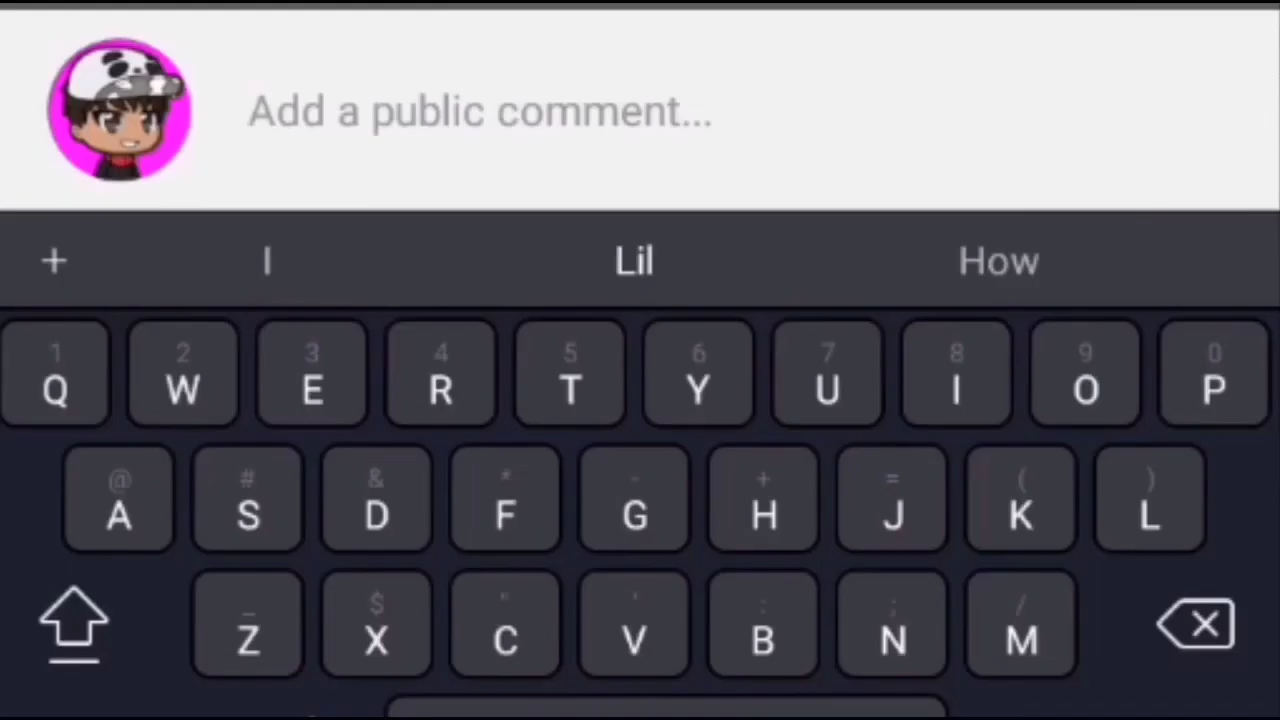 Add a public comment...
+ I Lil How
1 2 3 4 5 6 7 8 9 0
Q W E R T Y U I O P
@ # & * - + = ( )
A S D F G H J K L
_ $ " ' : ; /
Z X C V B N M